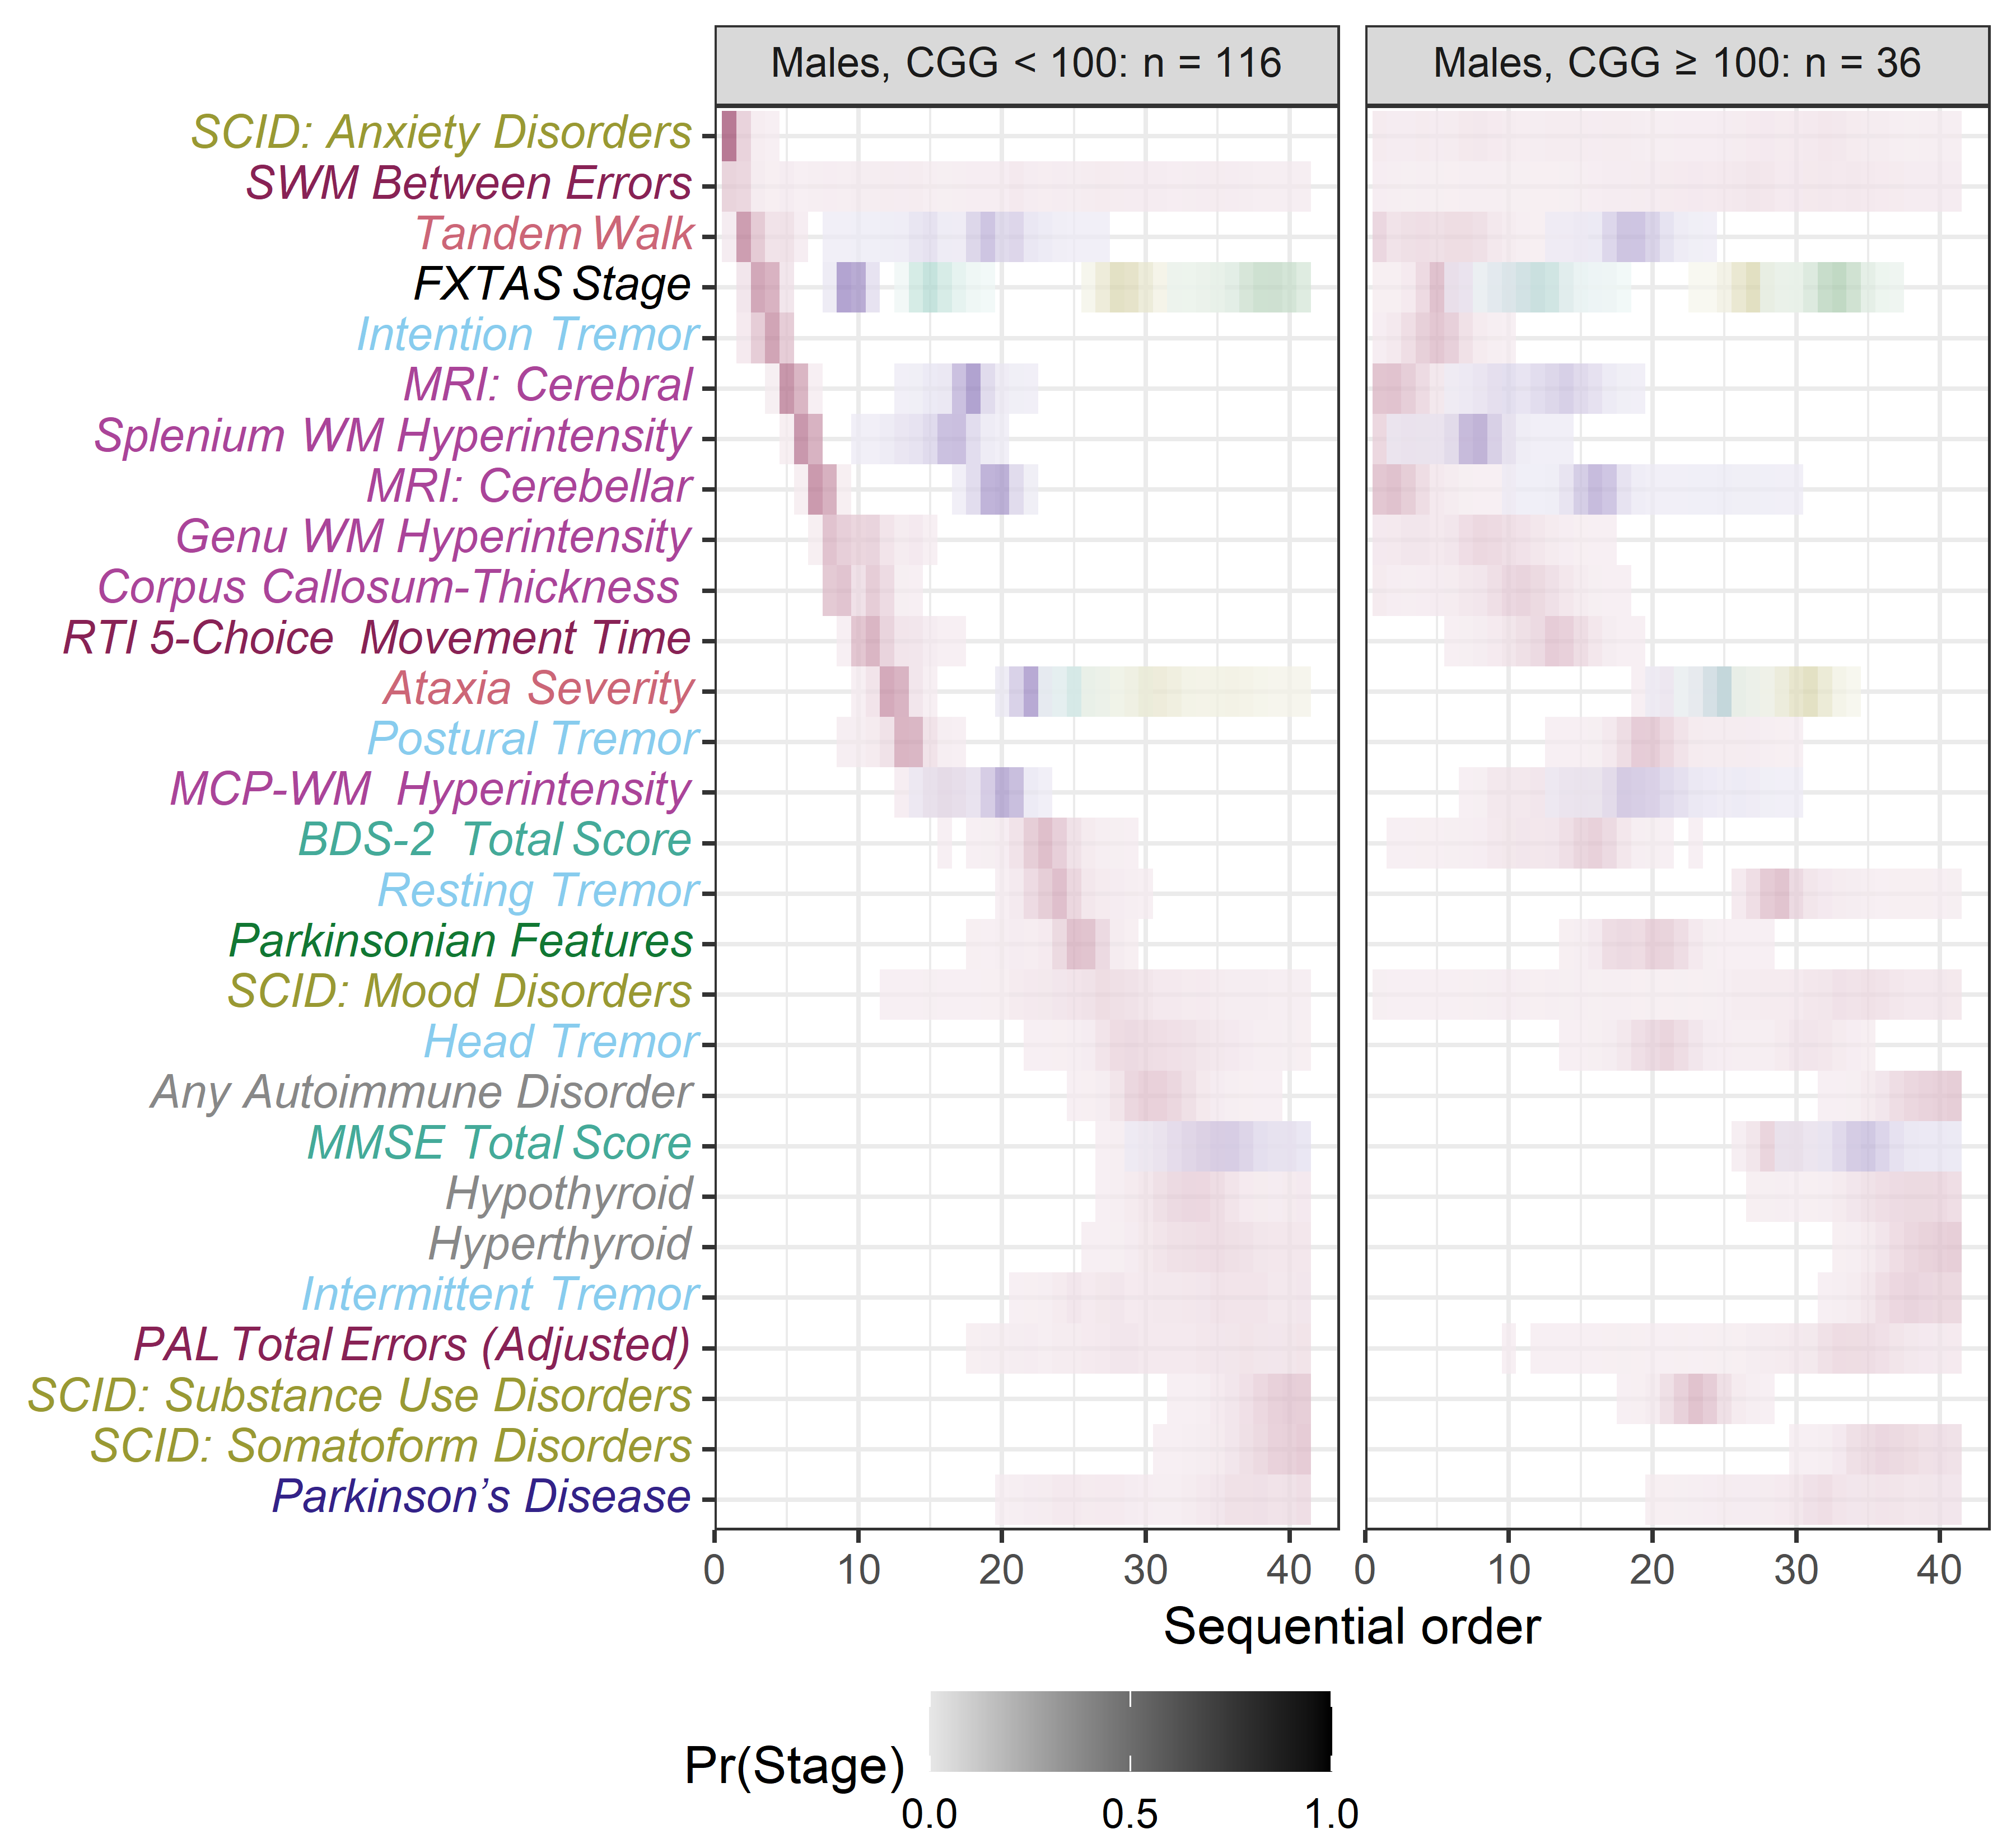 Males, CGG < 100: n = 116
Males, CGG ≥ 100: n = 36
SCID: Anxiety Disorders
SWM Between Errors
Tandem Walk
FXTAS Stage
Intention Tremor
MRI: Cerebral
Splenium WM Hyperintensity
MRI: Cerebellar
Genu WM Hyperintensity
Corpus Callosum-Thickness
RTI 5-Choice Movement Time
Ataxia Severity
Postural Tremor
MCP-WM Hyperintensity
BDS-2 Total Score
Resting Tremor
Parkinsonian Features
SCID: Mood Disorders
Head Tremor
Any Autoimmune Disorder
MMSE Total Score
Hypothyroid
Hyperthyroid
Intermittent Tremor
PAL Total Errors (Adjusted)
SCID: Substance Use Disorders
SCID: Somatoform Disorders
Parkinson’s Disease
0 10 20 30 40 0 10 20 30 40
Sequential order
Pr(Stage)
0.0 0.5 1.0